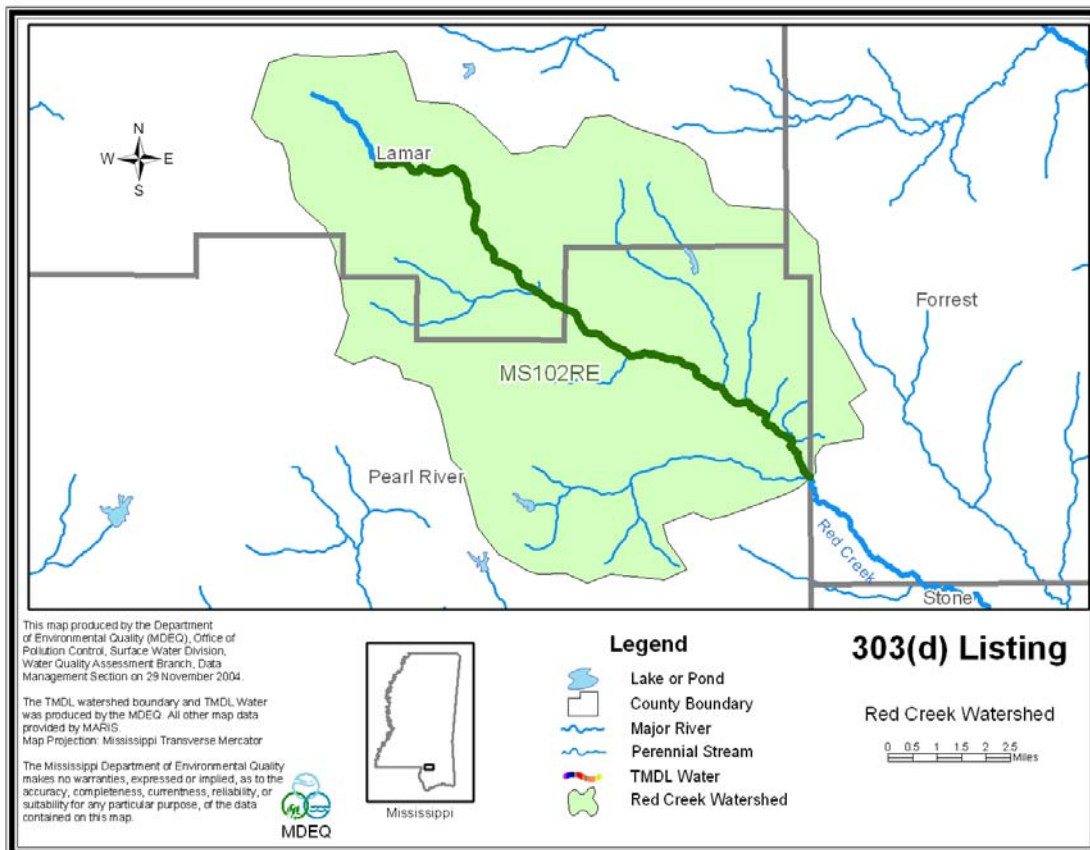 N
W E
S
Lamar
Forrest
MS102RE
Pearl River
Red Creek
Stone
This map produced by the Department
of Environmental Quality (MDEQ), Office of
Pollution Control, Surface Water Division,
Water Quality Assessment Branch, Data
Management Section on 29 November 2004.
The TMDL watershed boundary and TMDL Water
was produced by the MDEQ. All other map data
provided by MARIS.
Map Projection: Mississippi Transverse Mercator
The Mississippi Department of Environmental Quality
makes no warranties, expressed or implied, as to the
accuracy, completeness, currentness, reliability, or
suitability for any particular purpose, of the data
contained on this map.
MDEQ
Mississippi
Legend
Lake or Pond
County Boundary
Major River
Perennial Stream
TMDL Water
Red Creek Watershed
303(d) Listing
Red Creek Watershed
0 0.5 1 1.5 2 2.5
Miles